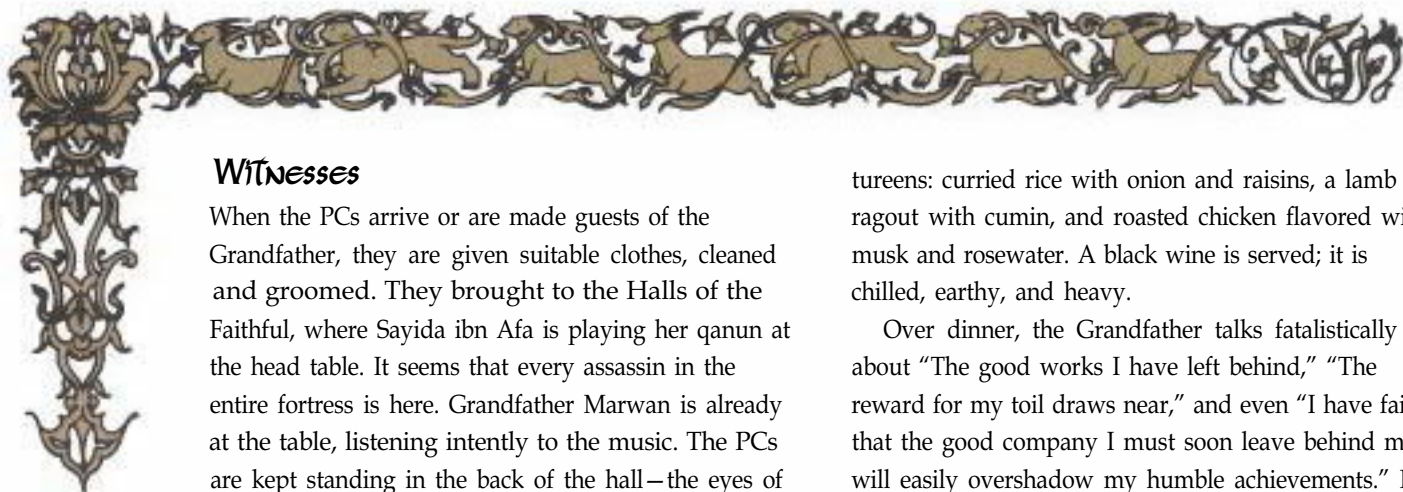 Witnesses
When the PCs arrive or are made guests of the
Grandfather, they are given suitable clothes, cleaned
and groomed. They brought to the Halls of the
Faithful, where Sayida ibn Afa is playing her qanun at
the head table. It seems that every assassin in the
entire fortress is here. Grandfather Marwan is already
at the table, listening intently to the music. The PCs
are kept standing in the back of the hall—the eyes of
tureens: curried rice with onion and raisins, a lamb
ragout with cumin, and roasted chicken flavored wi
musk and rosewater. A black wine is served; it is
chilled, earthy, and heavy.
Over dinner, the Grandfather talks fatalistically
about “The good works I have left behind,” “The
reward for my toil draws near,” and even “I have fai
that the good company I must soon leave behind m
will easily overshadow my humble achievements.”